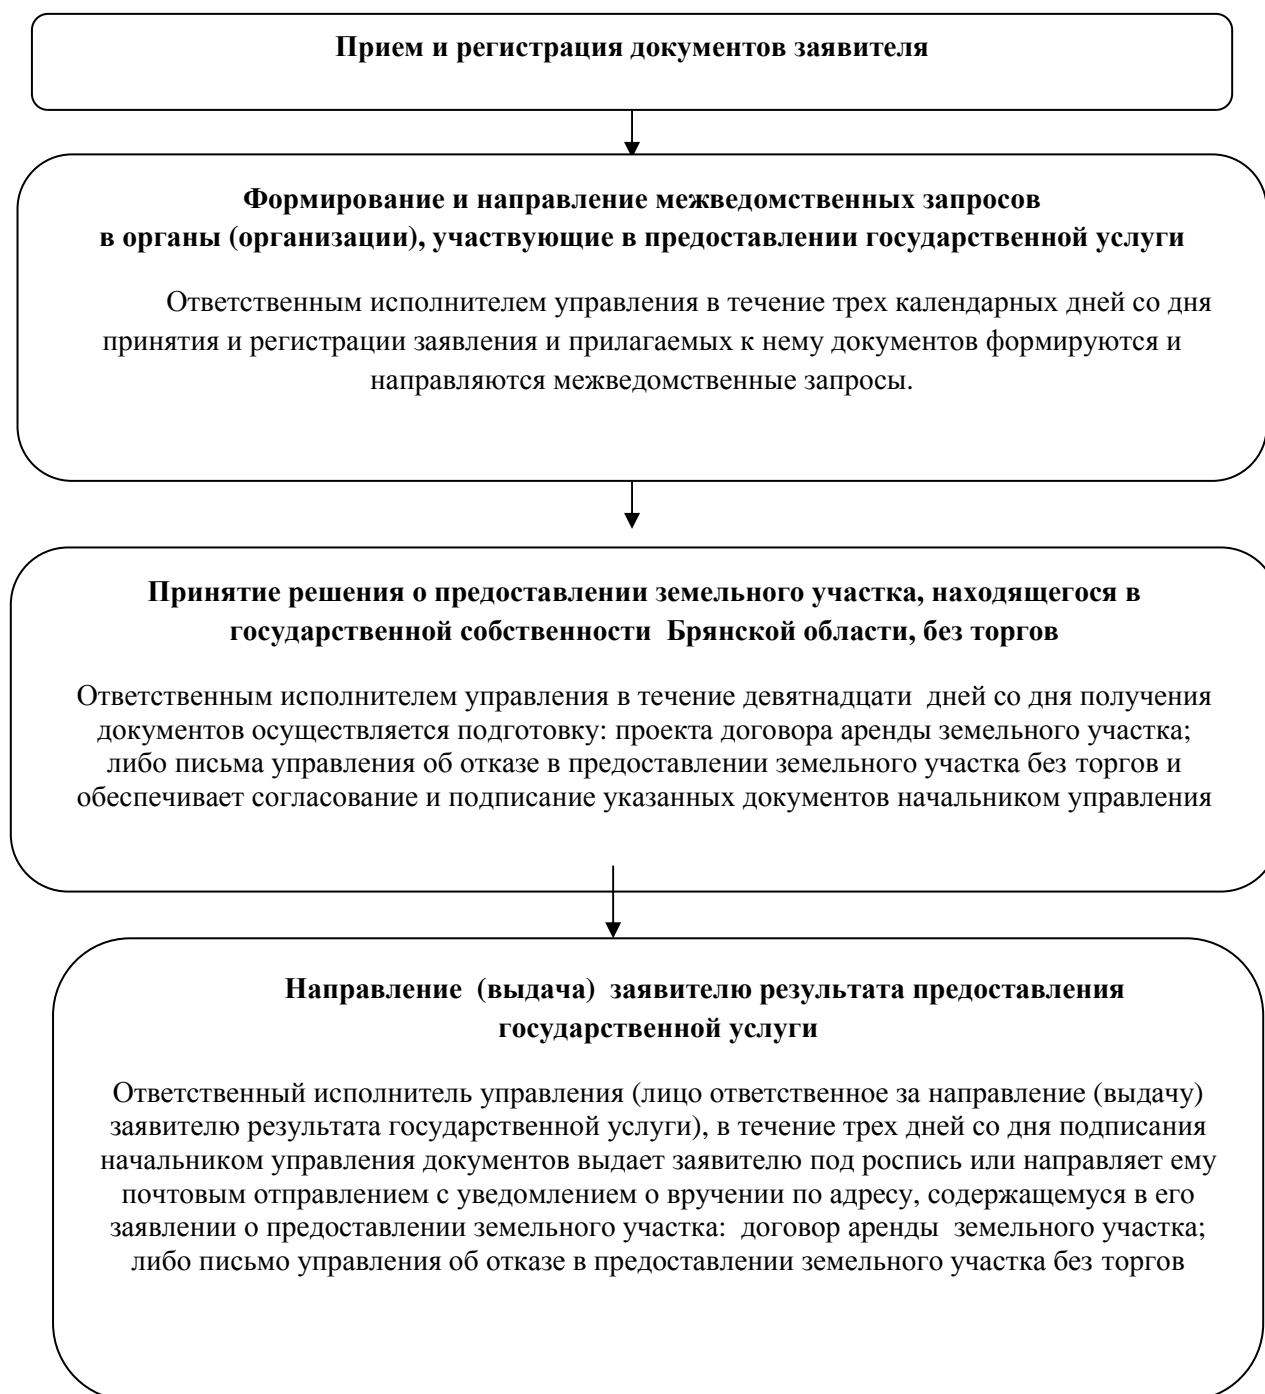 Прием и регистрация документов заявителя
Формирование и направление межведомственных запросов
в органы (организации), участвующие в предоставлении государственной услуги
Ответственным исполнителем управления в течение трех календарных дней со дня
принятия и регистрации заявления и прилагаемых к нему документов формируются и
направляются межведомственные запросы.
Принятие решения о предоставлении земельного участка, находящегося в
государственной собственности Брянской области, без торгов
Ответственным исполнителем управления в течение девятнадцати дней со дня получения
документов осуществляется подготовку: проекта договора аренды земельного участка;
либо письма управления об отказе в предоставлении земельного участка без торгов и
обеспечивает согласование и подписание указанных документов начальником управления
Направление (выдача) заявителю результата предоставления
государственной услуги
Ответственный исполнитель управления (лицо ответственное за направление (выдачу)
заявителю результата государственной услуги), в течение трех дней со дня подписания
начальником управления документов выдает заявителю под роспись или направляет ему
почтовым отправлением с уведомлением о вручении по адресу, содержащемуся в его
заявлении о предоставлении земельного участка: договор аренды земельного участка;
либо письмо управления об отказе в предоставлении земельного участка без торгов